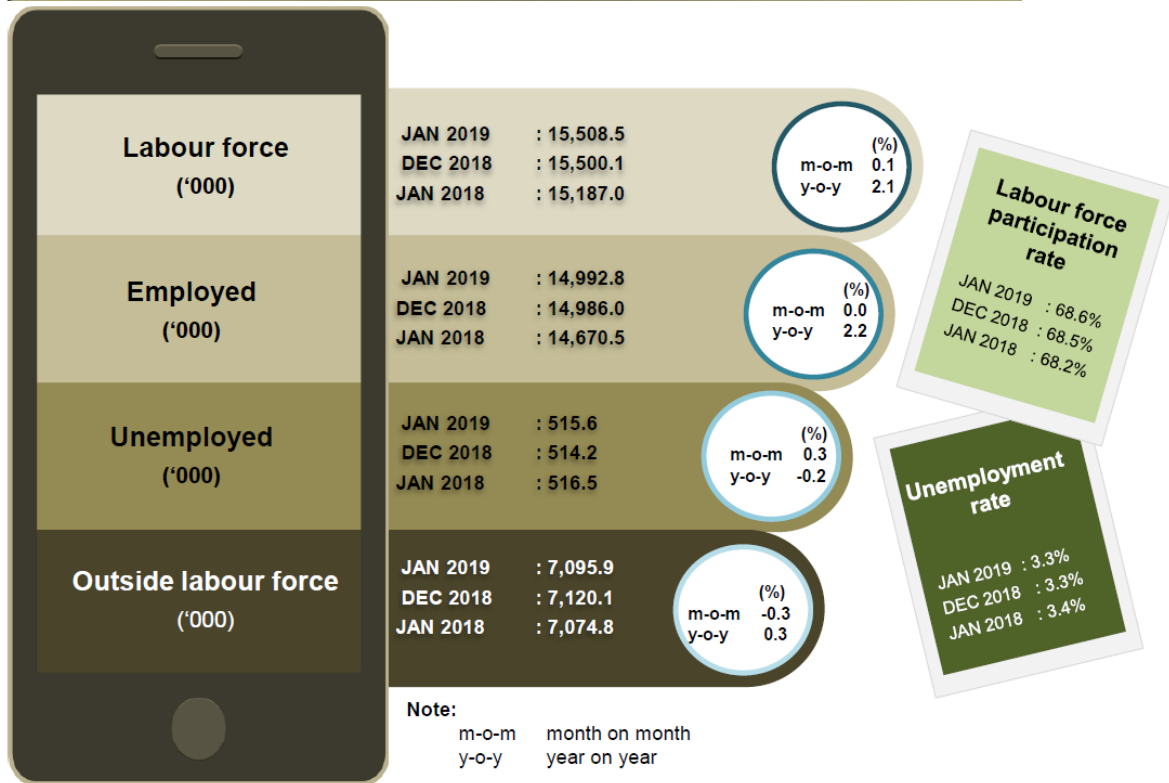 Labour force
(‘000)
JAN 2019 : 15,508.5
DEC 2018 : 15,500.1
JAN 2018 : 15,187.0
(%)
m-o-m 0.1
y-o-y 2.1
Employed
(‘000)
JAN 2019 : 14,992.8
DEC 2018 : 14,986.0
JAN 2018 : 14,670.5
(%)
m-o-m 0.0
y-o-y 2.2
Unemployed
(‘000)
JAN 2019 : 515.6
DEC 2018 : 514.2
JAN 2018 : 516.5
(%)
m-o-m 0.3
y-o-y -0.2
Outside labour force
(‘000)
JAN 2019 : 7,095.9
DEC 2018 : 7,120.1
JAN 2018 : 7,074.8
(%)
m-o-m -0.3
y-o-y 0.3
Labour force
participation
rate
JAN 2019 : 68.6%
DEC 2018 : 68.5%
JAN 2018 : 68.2%
Unemployment
rate
JAN 2019 : 3.3%
DEC 2018 : 3.3%
JAN 2018 : 3.4%
Note:
m-o-m month on month
y-o-y year on year